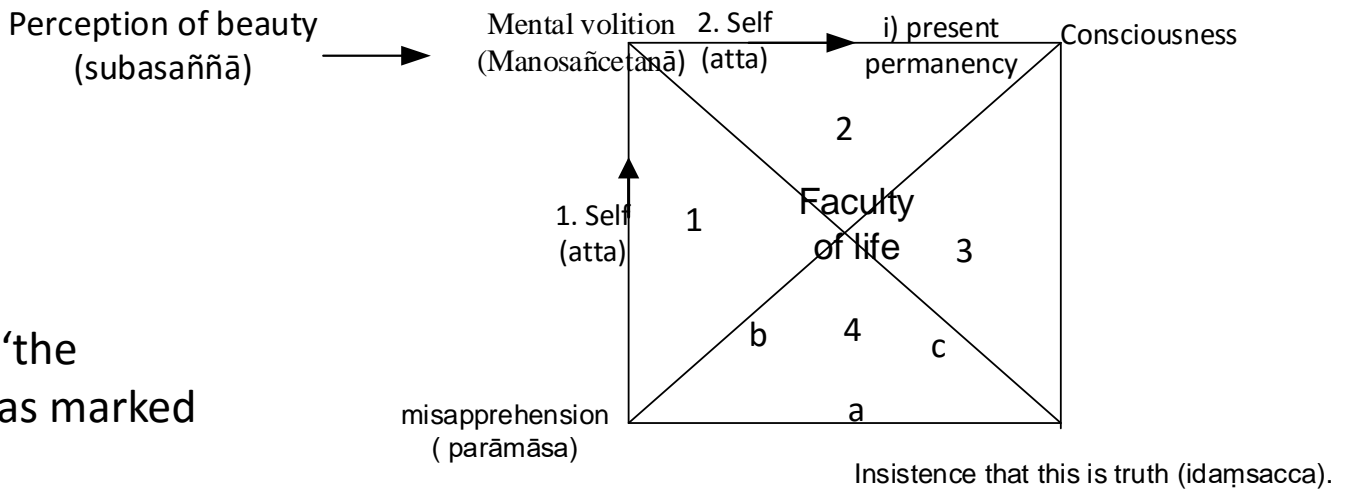 Perception of beauty
(subasaññā)
Mental volition
(Manosañcetanā)
2. Self
(atta)
i) present
permanency
Consciousness
2
1. Self
(atta)
1
Faculty
of life
3
‘the
as marked
b
4
c
a
misapprehension
( parāmāsa)
Insistence that this is truth (idaṃsacca).